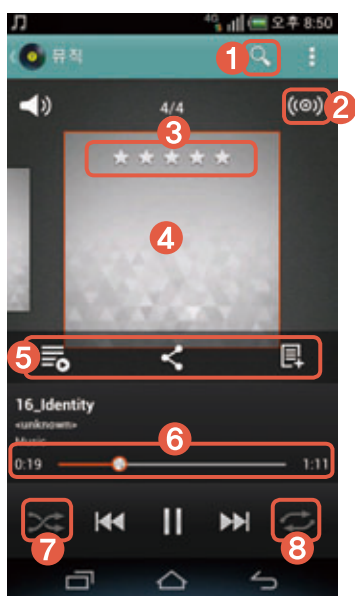 4G 오후 8:50
뮤직
1
4/4
2
3
4
5
16_Identity
<unknown>
Music
6
0:19 1:11
7
8